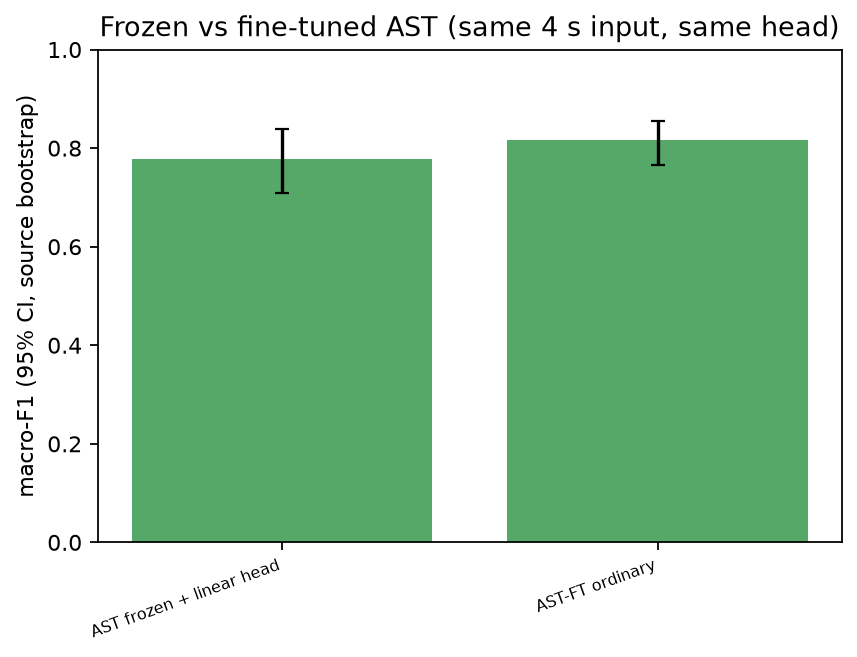 Frozen vs fine-tuned AST (same 4 s input, same head)
macro-F1 (95% CI, source bootstrap)
1.0
0.8
0.6
0.4
0.2
0.0
AST frozen + linear head
AST-FT ordinary